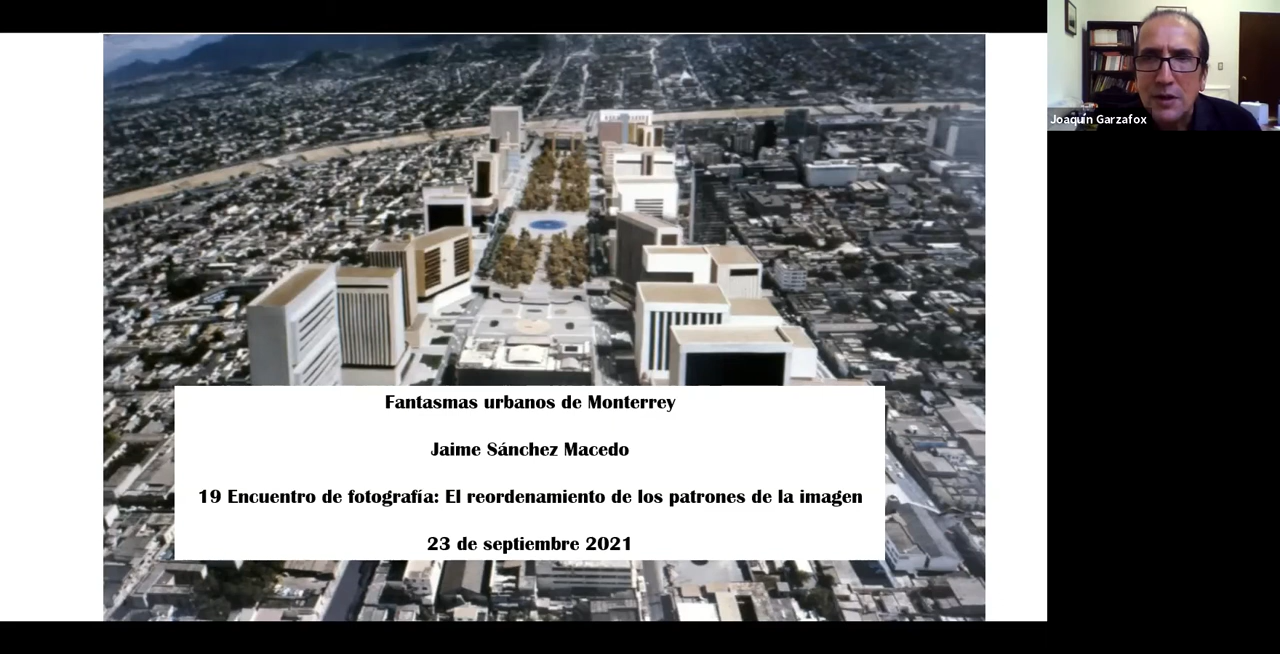 Joaquín Garzafox
Fantasmas urbanos de Monterrey
Jaime Sánchez Macedo
19 Encuentro de fotografía: El reordenamiento de los patrones de la imagen
23 de septiembre 2021